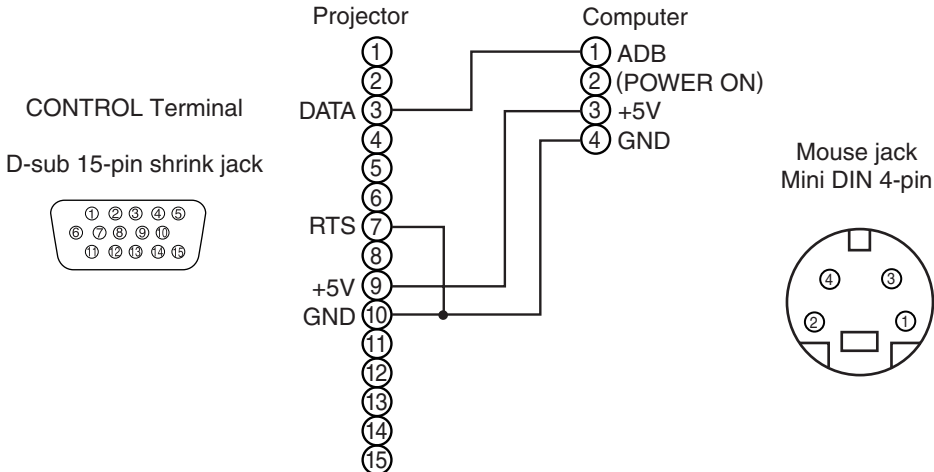 Projector
Computer
CONTROL Terminal
D-sub 15-pin shrink jack
① ② ③ ④ ⑤
⑥ ⑦ ⑧ ⑨ ⑩
⑪ ⑫ ⑬ ⑭ ⑮
①
②
DATA ③
④
⑤
⑥
RTS ⑦
⑧
+5V ⑨
GND ⑩
⑪
⑫
⑬
⑭
⑮
① ADB
② (POWER ON)
③ +5V
④ GND
Mouse jack
Mini DIN 4-pin
④ ③
② ①